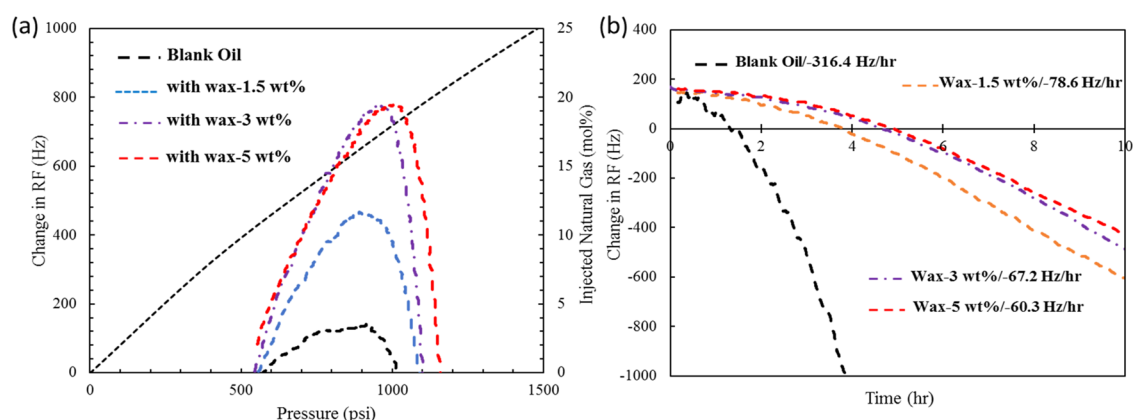 (a)
Change in RF (Hz)
1000
800
600
400
200
0
Blank Oil
with wax-1.5 wt%
with wax-3 wt%
with wax-5 wt%
25
20
15
10
5
0
Injected Natural Gas (mol%)
0 500 1000 1500
Pressure (psi)
(b)
Change in RF (Hz)
400
200
0
-200
-400
-600
-800
-1000
Blank Oil/-316.4 Hz/hr
Wax-1.5 wt%/-78.6 Hz/hr
0 2 4 6 8 10
Wax-3 wt%/-67.2 Hz/hr
Wax-5 wt%/-60.3 Hz/hr
Time (hr)